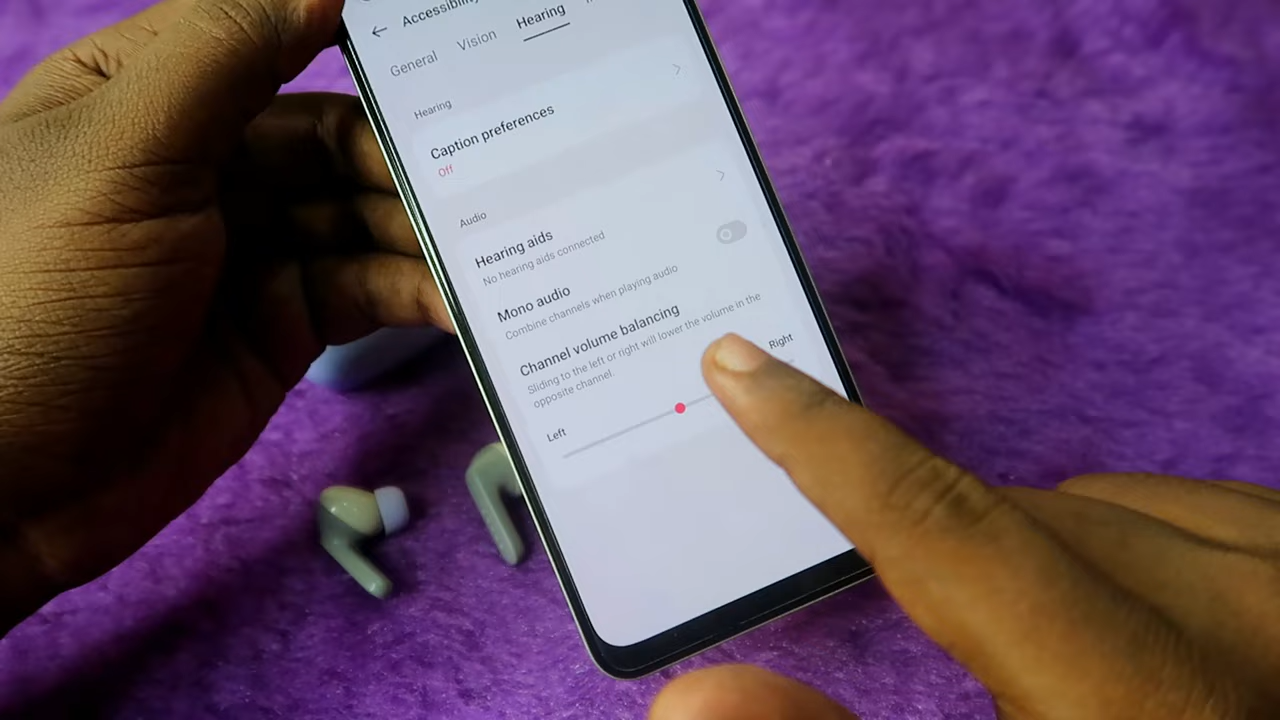 Accessibility
General Vision Hearing
Hearing
Caption preferences
Off
Audio
Hearing aids
No hearing aids connected
Mono audio
Combine channels when playing audio
Channel volume balancing
Sliding to the left or right will lower the volume in the
opposite channel.
Left Right